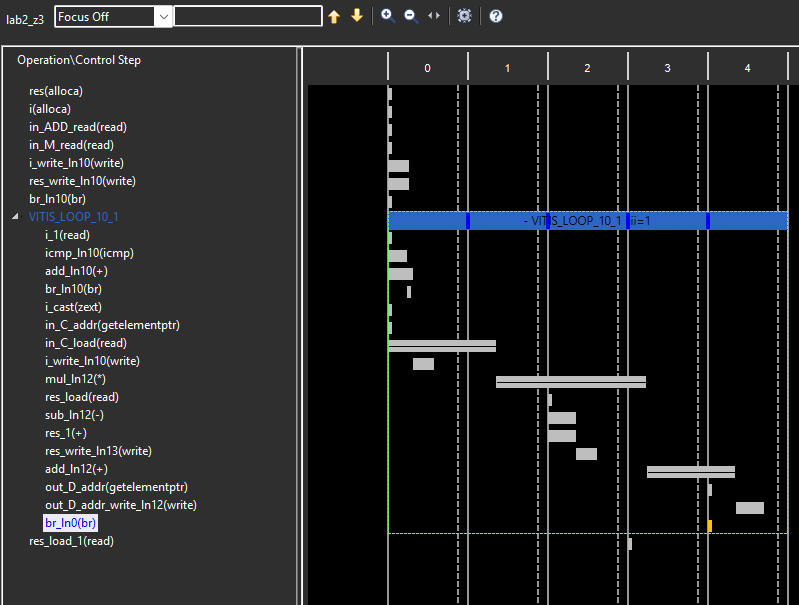 lab2_z3 Focus Off
Operation\Control Step 0 1 2 3 4
res(alloca)
i(alloca)
in_ADD_read(read)
in_M_read(read)
i_write_ln10(write)
res_write_ln10(write)
br_ln10(br)
VITIS_LOOP_10_1 - VITIS_LOOP_10_1 ii=1
i_1(read)
icmp_ln10(icmp)
add_ln10(+)
br_ln10(br)
i_cast(zext)
in_C_addr(getelementptr)
in_C_load(read)
i_write_ln10(write)
mul_ln12(*)
res_load(read)
sub_ln12(-)
res_1(+)
res_write_ln13(write)
add_ln12(+)
out_D_addr(getelementptr)
out_D_addr_write_ln12(write)
br_ln0(br)
res_load_1(read)